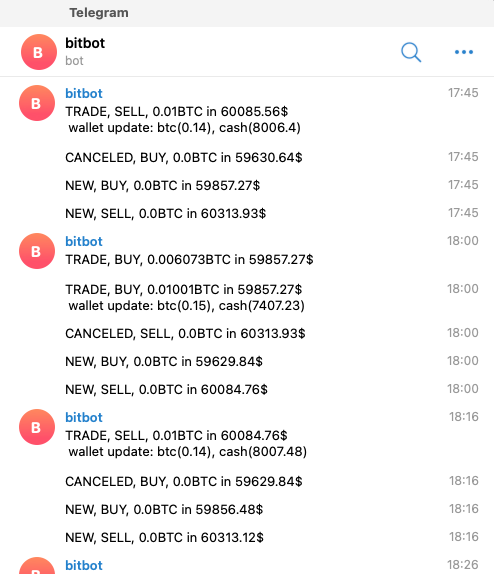 Telegram
B
bitbot
bot
B
bitbot
17:45
TRADE, SELL, 0.01BTC in 60085.56$
wallet update: btc(0.14), cash(8006.4)
CANCELED, BUY, 0.0BTC in 59630.64$
17:45
NEW, BUY, 0.0BTC in 59857.27$
17:45
NEW, SELL, 0.0BTC in 60313.93$
17:45
B
bitbot
18:00
TRADE, BUY, 0.006073BTC in 59857.27$
TRADE, BUY, 0.01001BTC in 59857.27$
18:00
wallet update: btc(0.15), cash(7407.23)
CANCELED, SELL, 0.0BTC in 60313.93$
18:00
NEW, BUY, 0.0BTC in 59629.84$
18:00
NEW, SELL, 0.0BTC in 60084.76$
18:00
B
bitbot
18:16
TRADE, SELL, 0.01BTC in 60084.76$
wallet update: btc(0.14), cash(8007.48)
CANCELED, BUY, 0.0BTC in 59629.84$
18:16
NEW, BUY, 0.0BTC in 59856.48$
18:16
NEW, SELL, 0.0BTC in 60313.12$
18:16
B
bitbot
18:26